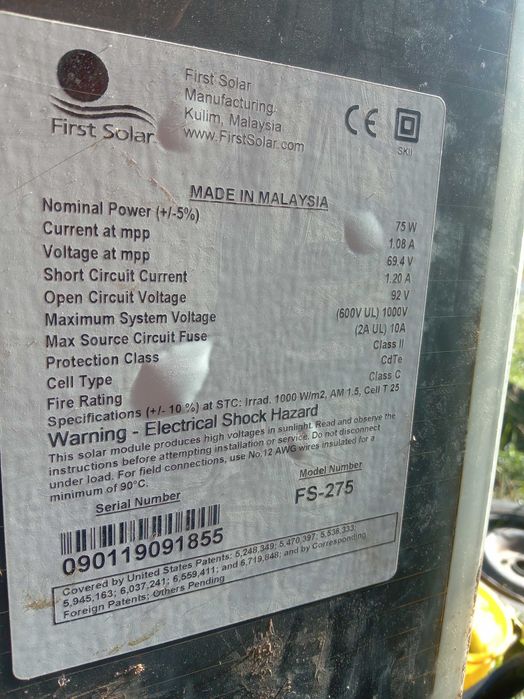 First Solar
First Solar
Manufacturing
Kulim, Malaysia
www.FirstSolar.com
CE
SKII
MADE IN MALAYSIA
Nominal Power (+/-5%) 75 W
Current at mpp 1.08 A
Voltage at mpp 69.4 V
Short Circuit Current 1.20 A
Open Circuit Voltage 92 V
Maximum System Voltage (600V UL) 1000V
Max Source Circuit Fuse (2A UL) 10A
Protection Class Class II
Cell Type CdTe
Fire Rating Class C
Specifications (+/- 10 %) at STC: Irrad. 1000 W/m2, AM 1.5, Cell T 25
Warning - Electrical Shock Hazard
This solar module produces high voltages in sunlight. Read and observe the
instructions before attempting installation or service. Do not disconnect
under load. For field connections, use No.12 AWG wires insulated for a
minimum of 90°C.
Serial Number
090119091855
Model Number
FS-275
Covered by United States Patents: 5,248,349; 5,470,397; 5,536,333;
5,945,163; 6,037,241; 6,559,411; and 6,719,848; and by Corresponding
Foreign Patents; Others Pending